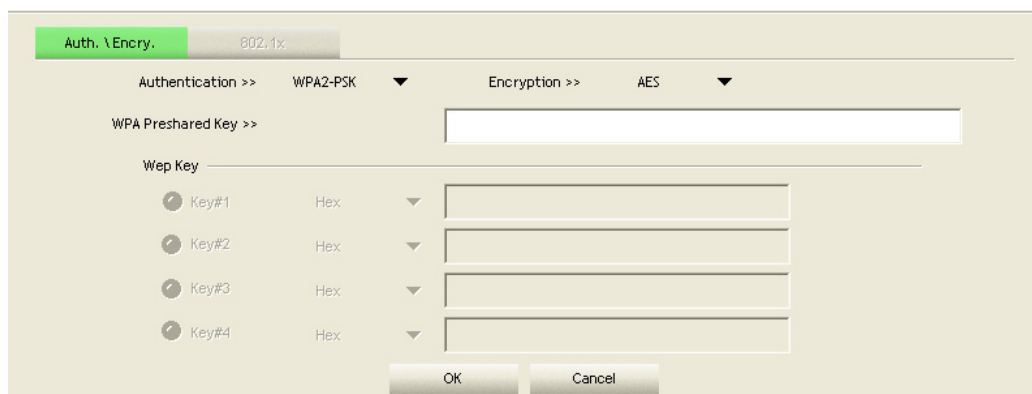 Auth. \ Encry. 802.1x
Authentication >> WPA2-PSK Encryption >> AES
WPA Preshared Key >>
Wep Key
Key#1 Hex
Key#2 Hex
Key#3 Hex
Key#4 Hex
OK Cancel